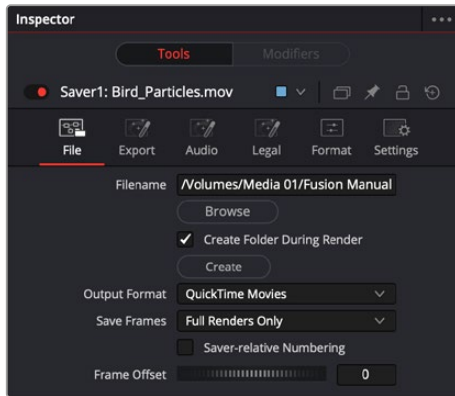 Inspector
Tools Modifiers
Saver1: Bird_Particles.mov
File Export Audio Legal Format Settings
Filename /Volumes/Media 01/Fusion Manual
Browse
Create Folder During Render
Create
Output Format QuickTime Movies
Save Frames Full Renders Only
Saver-relative Numbering
Frame Offset 0